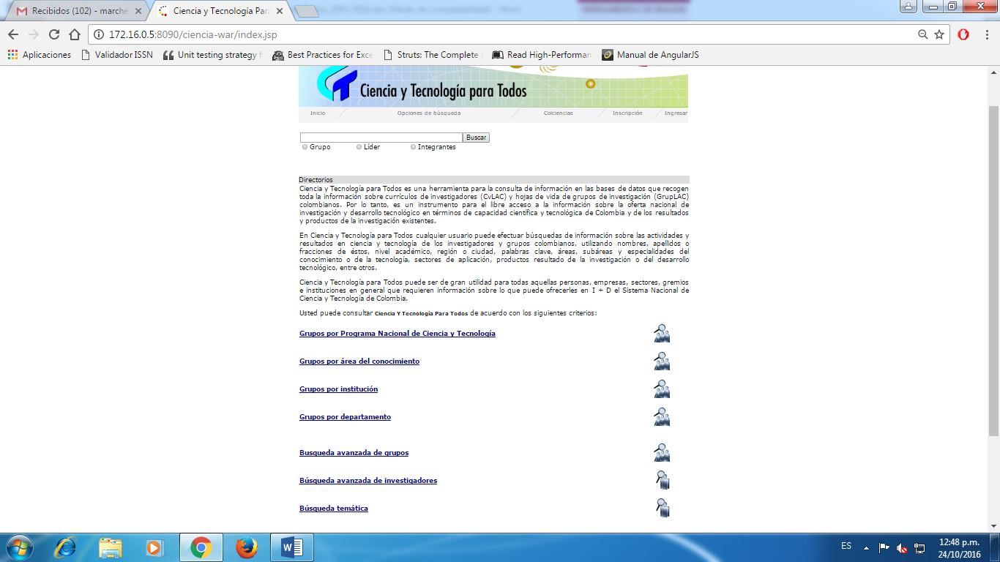 Recibidos (102) - marche
Ciencia y Tecnología Par
172.16.0.5:8090/ciencia-war/index.jsp
Aplicaciones
Validador ISSN
Unit testing strategy f
Best Practices for Exce
Struts: The Complete
Read High-Performan
Manual de AngularJS
Ciencia y Tecnología para Todos
Inicio
Opciones de búsqueda
Colciencias
Inscripción
Ingresar
Buscar
Grupo
Líder
Integrantes
Directorios
Ciencia y Tecnología para Todos es una herramienta para la consulta de información en las bases de datos que recogen
toda la información sobre currículos de investigadores (CvLAC) y hojas de vida de grupos de investigación (GrupLAC)
colombianos. Por lo tanto, es un instrumento para el libre acceso a la información sobre la oferta nacional de
investigación y desarrollo tecnológico en términos de capacidad científica y tecnológica de Colombia y de los resultados
y productos de la investigación existentes.
En Ciencia y Tecnología para Todos cualquier usuario puede efectuar búsquedas de información sobre las actividades y
resultados en ciencia y tecnología de los investigadores y grupos colombianos, utilizando nombres, apellidos o
fracciones de éstos, nivel académico, región o ciudad, palabras clave, áreas, subáreas y especialidades del
conocimiento o de la tecnología, sectores de aplicación, productos resultado de la investigación o del desarrollo
tecnológico, entre otros.
Ciencia y Tecnología para Todos puede ser de gran utilidad para todas aquellas personas, empresas, sectores, gremios
e instituciones en general que requieren información sobre lo que puede ofrecerles en I + D el Sistema Nacional de
Ciencia y Tecnología de Colombia.
Usted puede consultar Ciencia Y Tecnología Para Todos de acuerdo con los siguientes criterios:
Grupos por Programa Nacional de Ciencia y Tecnología
Grupos por área del conocimiento
Grupos por institución
Grupos por departamento
Busqueda avanzada de grupos
Búsqueda avanzada de investigadores
Búsqueda temática
ES
12:48 p.m.
24/10/2016